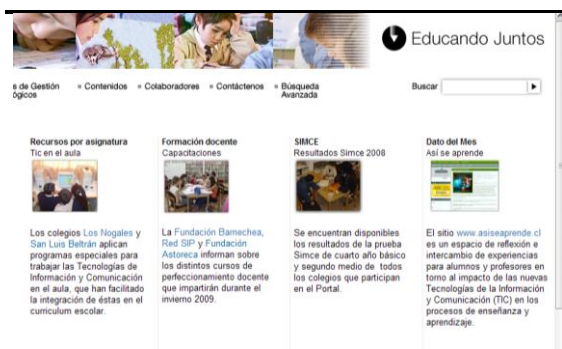 Educando Juntos
s de Gestión
ógicos
Contenidos
Colaboradores
Contáctenos
Búsqueda
Avanzada
Buscar
Recursos por asignatura
Tic en el aula
Los colegios Los Nogales y
San Luis Beltrán aplican
programas especiales para
trabajar las Tecnologías de
Información y Comunicación
en el aula, que han facilitado
la integración de éstas en el
curriculum escolar.
Formación docente
Capacitaciones
La Fundación Barnechea,
Red SIP y Fundación
Astoreca informan sobre
los distintos cursos de
perfeccionamiento docente
que impartirán durante el
invierno 2009.
SIMCE
Resultados Simce 2008
Se encuentran disponibles
los resultados de la prueba
Simce de cuarto año básico
y segundo medio de todos
los colegios que participan
en el Portal.
Dato del Mes
Así se aprende
El sitio www.asiseaprende.cl
es un espacio de reflexión e
intercambio de experiencias
para alumnos y profesores en
torno al impacto de las nuevas
Tecnologías de la Información
y Comunicación (TIC) en los
procesos de enseñanza y
aprendizaje.